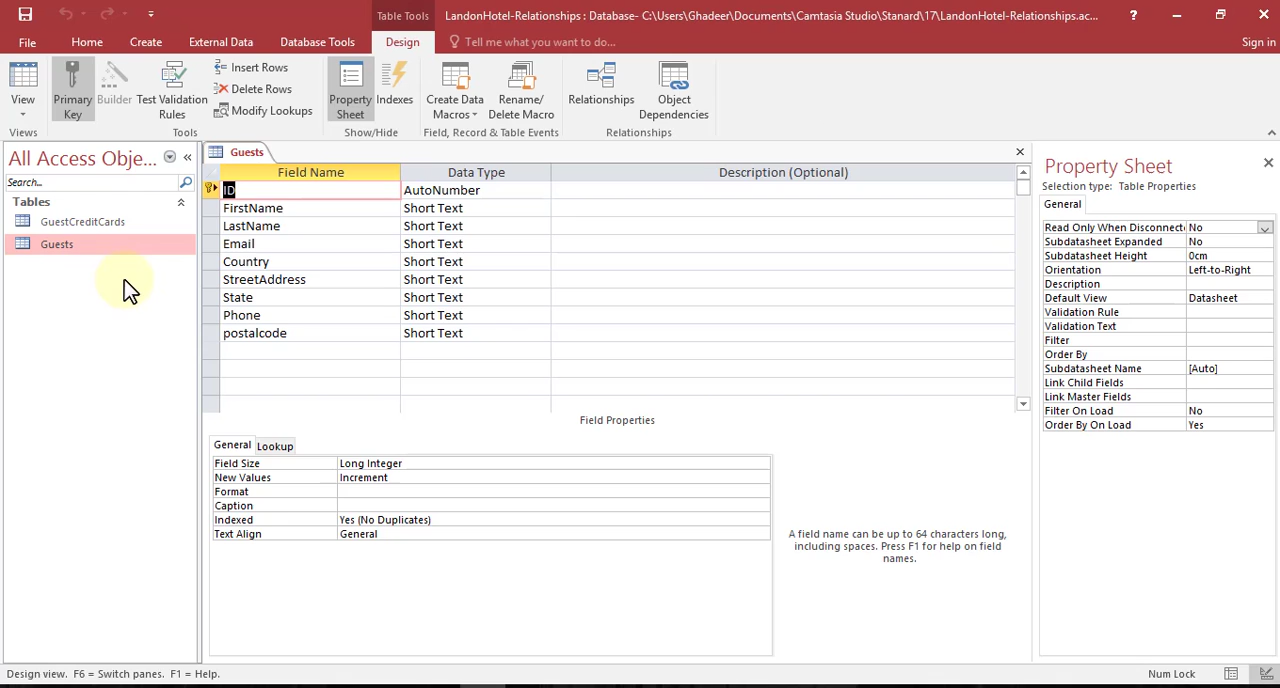 Table Tools
LandonHotel-Relationships : Database- C:\Users\Ghadeer\Documents\Camtasia Studio\Stanard\17\LandonHotel-Relationships.ac...
?
File Home Create External Data Database Tools Design Tell me what you want to do... Sign in
View
Primary Key
Builder
Test Validation Rules
Insert Rows
Delete Rows
Modify Lookups
Property Sheet
Indexes
Create Data Macros
Rename/ Delete Macro
Relationships
Object Dependencies
Views
Tools
Show/Hide
Field, Record & Table Events
Relationships
All Access Obje...
Search...
Tables
GuestCreditCards
Guests
Guests
Field Name Data Type Description (Optional)
ID AutoNumber
FirstName Short Text
LastName Short Text
Email Short Text
Country Short Text
StreetAddress Short Text
State Short Text
Phone Short Text
postalcode Short Text
Field Properties
General Lookup
Field Size Long Integer
New Values Increment
Format
Caption
Indexed Yes (No Duplicates)
Text Align General
A field name can be up to 64 characters long,
including spaces. Press F1 for help on field
names.
Property Sheet
Selection type: Table Properties
General
Read Only When Disconnecte No
Subdatasheet Expanded No
Subdatasheet Height 0cm
Orientation Left-to-Right
Description
Default View Datasheet
Validation Rule
Validation Text
Filter
Order By
Subdatasheet Name [Auto]
Link Child Fields
Link Master Fields
Filter On Load No
Order By On Load Yes
Design view. F6 = Switch panes. F1 = Help.
Num Lock